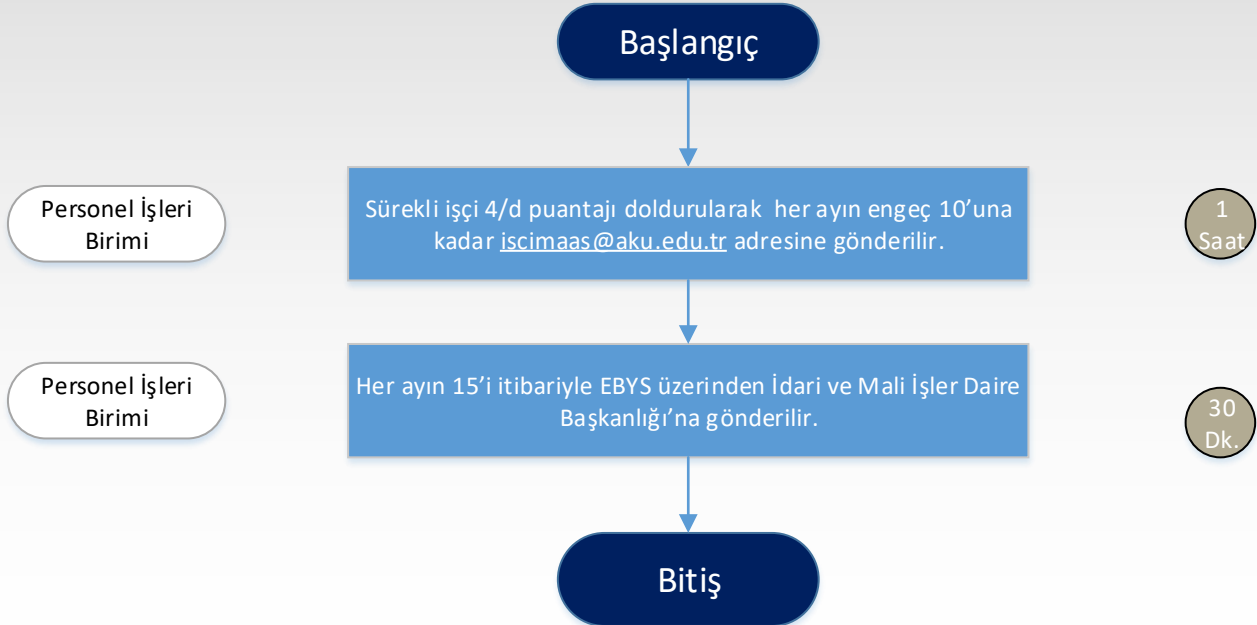 Başlangıç
Personel İşleri
Birimi
Sürekli işçi 4/d puantajı doldurularak her ayın engeç 10’una
kadar iscimaas@aku.edu.tr adresine gönderilir.
1
Saat
Personel İşleri
Birimi
Her ayın 15’i itibariyle EBYS üzerinden İdari ve Mali İşler Daire
Başkanlığı’na gönderilir.
30
Dk.
Bitiş